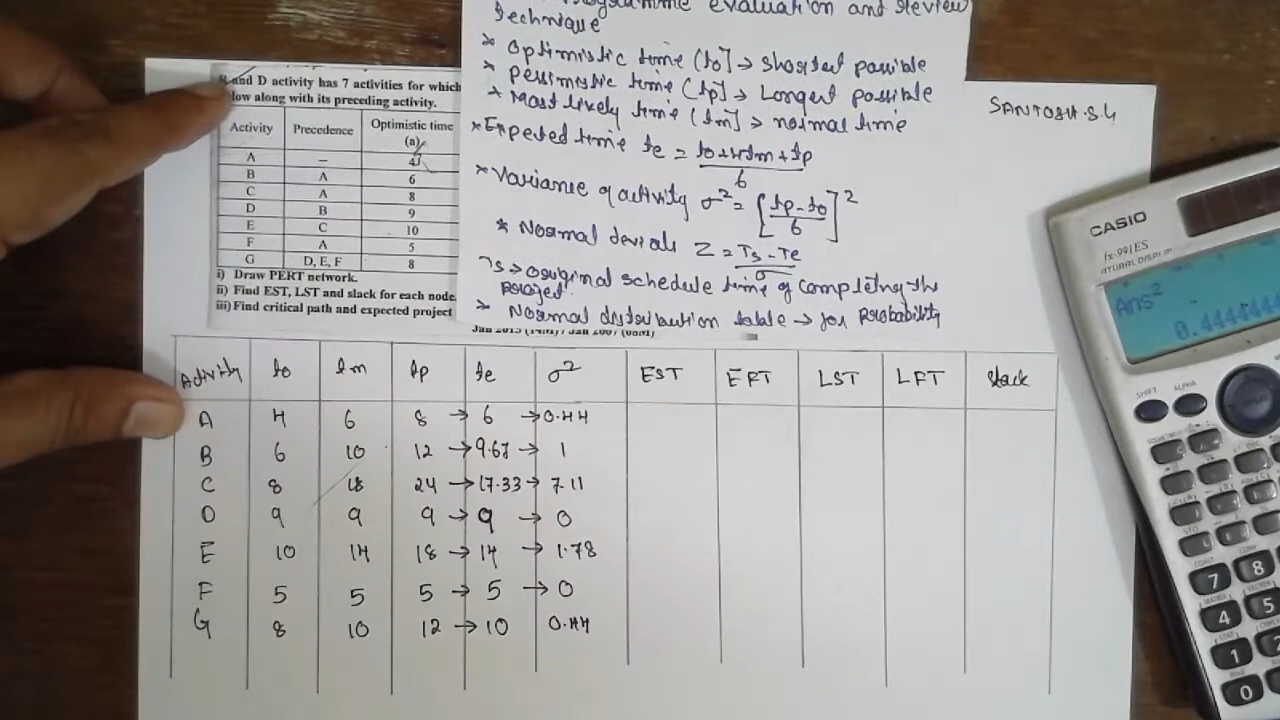 Programme evaluation and Review
technique
* Optimistic time (to] → shortest possible
* Pessimistic time (tp] → Longest possible
* Most likely time (tm] → normal time
* Expected time te = to+4tm+tp
6
* Variance of activity σ² = [tp-to
6]²
* Normal deviate Z = Ts-Te
σ
Ts → original schedule time of completing the
project.
* Normal distribution table → for Probability
SANTOSH.S.G
R and D activity has 7 activities for which
low along with its preceding activity.
Activity Precedence Optimistic time
(a)
A – 4
B A 6
C A 8
D B 9
E C 10
F A 5
G D, E, F 8
i) Draw PERT network.
ii) Find EST, LST and slack for each node.
iii) Find critical path and expected project
Activity to tm tp te σ² EST EFT LST LFT slack
A 4 6 8 → 6 → 0.44
B 6 10 12 → 9.67 → 1
C 8 18 24 → 17.33 → 7.11
D 9 9 9 → 9 → 0
E 10 14 18 → 14 → 1.78
F 5 5 5 → 5 → 0
G 8 10 12 → 10 0.44
CASIO
fx-991ES
ATURAL DISPLAY
Ans²
0.444444
SHIFT ALPHA
7 8
4 5
1 2
0